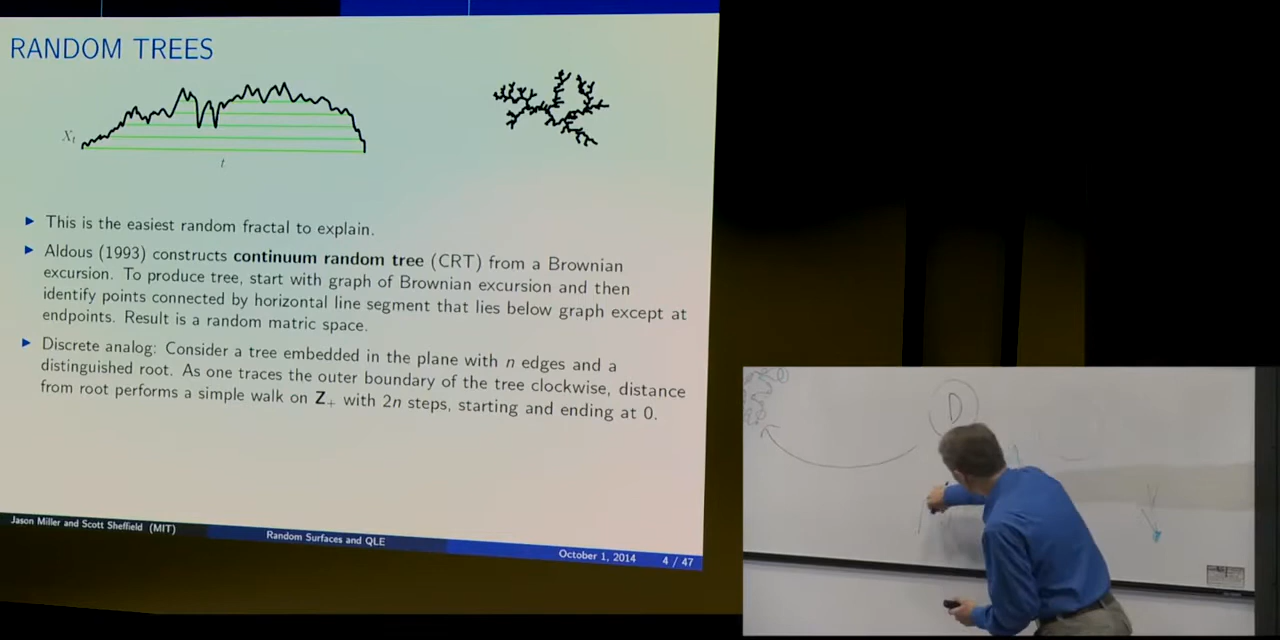 RANDOM TREES
X_t
t
This is the easiest random fractal to explain.
Aldous (1993) constructs continuum random tree (CRT) from a Brownian
excursion. To produce tree, start with graph of Brownian excursion and then
identify points connected by horizontal line segment that lies below graph except at
endpoints. Result is a random matric space.
Discrete analog: Consider a tree embedded in the plane with n edges and a
distinguished root. As one traces the outer boundary of the tree clockwise, distance
from root performs a simple walk on Z₊ with 2n steps, starting and ending at 0.
Jason Miller and Scott Sheffield (MIT)
Random Surfaces and QLE
October 1, 2014
4 / 47
D